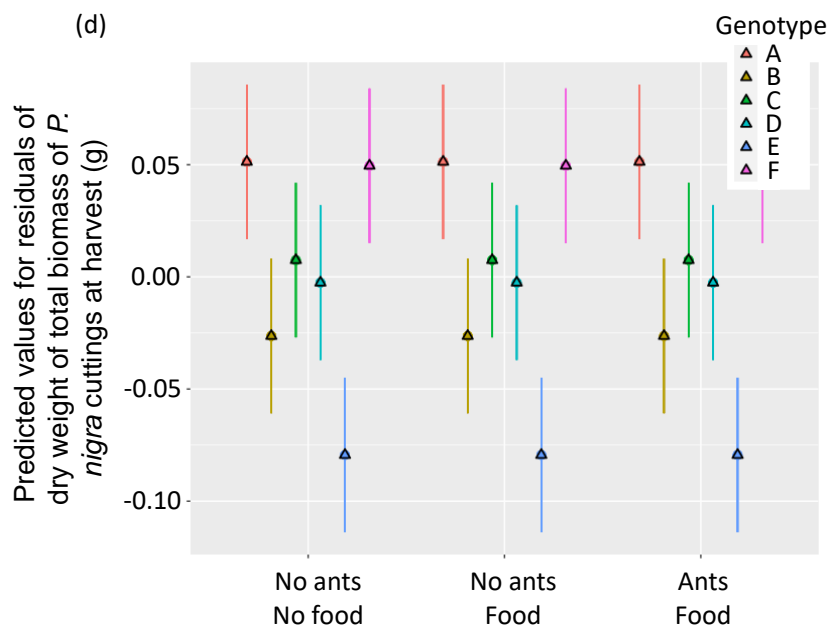 (d)
Genotype
A
B
C
D
E
F
Predicted values for residuals of
dry weight of total biomass of P.
nigra cuttings at harvest (g)
0.05
0.00
-0.05
-0.10
No ants
No food
No ants
Food
Ants
Food